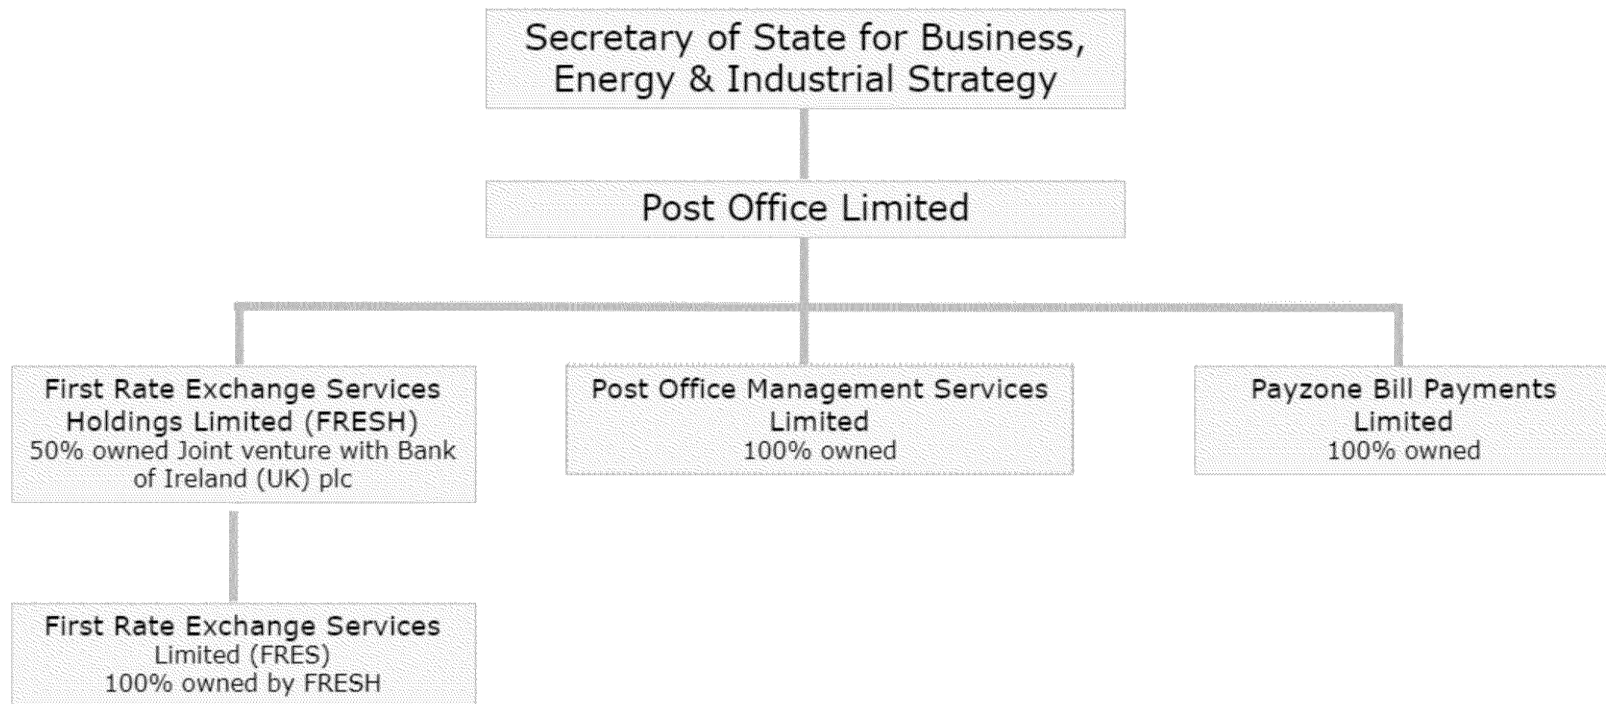 Secretary of State for Business,
Energy & Industrial Strategy
Post Office Limited
First Rate Exchange Services
Holdings Limited (FRESH)
50% owned Joint venture with Bank
of Ireland (UK) plc
Post Office Management Services
Limited
100% owned
Payzone Bill Payments
Limited
100% owned
First Rate Exchange Services
Limited (FRES)
100% owned by FRESH